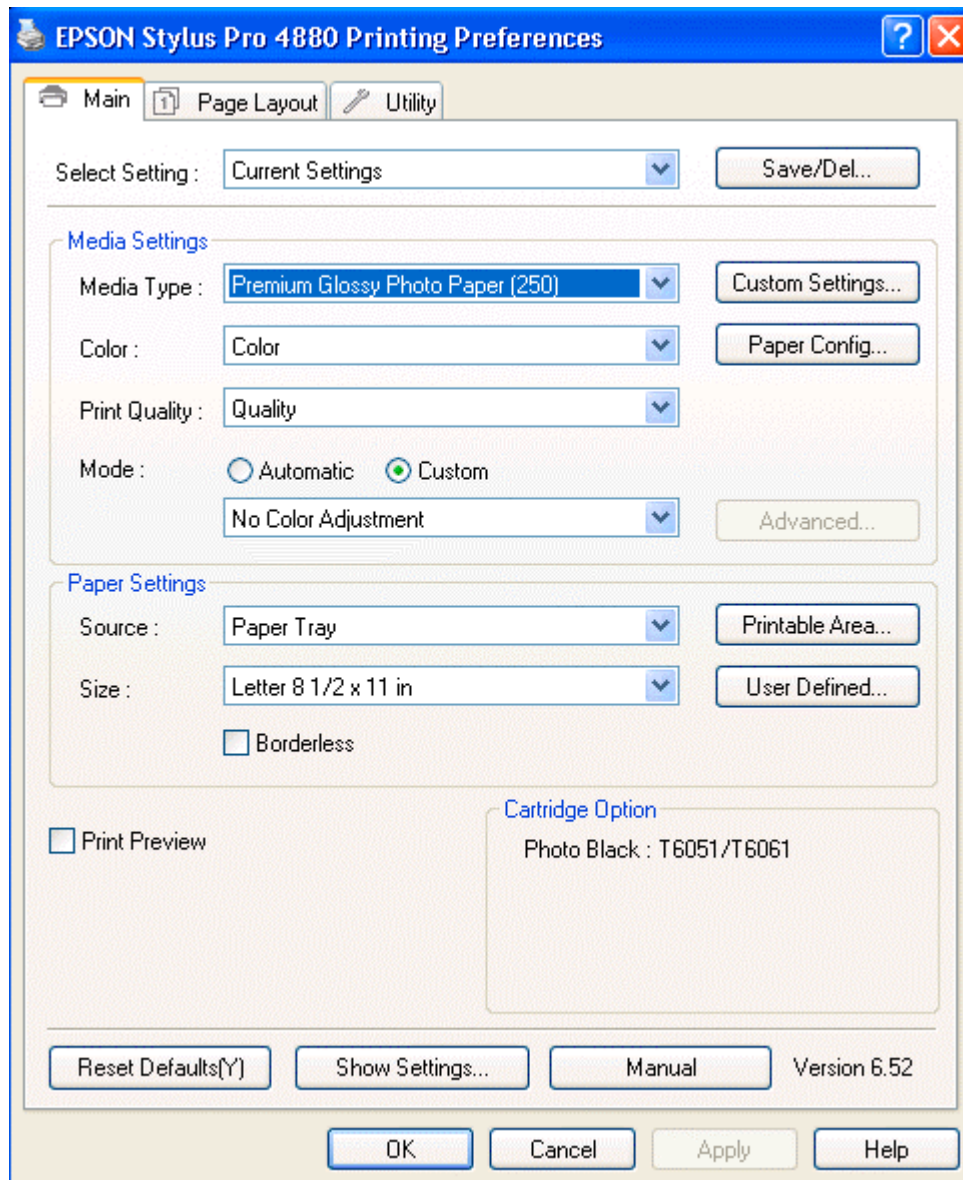 EPSON Stylus Pro 4880 Printing Preferences
Main
Page Layout
Utility
Select Setting : Current Settings Save/Del...
Media Settings
Media Type : Premium Glossy Photo Paper (250) Custom Settings...
Color : Color Paper Config...
Print Quality : Quality
Mode : Automatic Custom
No Color Adjustment Advanced...
Paper Settings
Source : Paper Tray Printable Area...
Size : Letter 8 1/2 x 11 in User Defined...
Borderless
Print Preview
Cartridge Option
Photo Black : T6051/T6061
Reset Defaults(Y) Show Settings... Manual Version 6.52
OK Cancel Apply Help